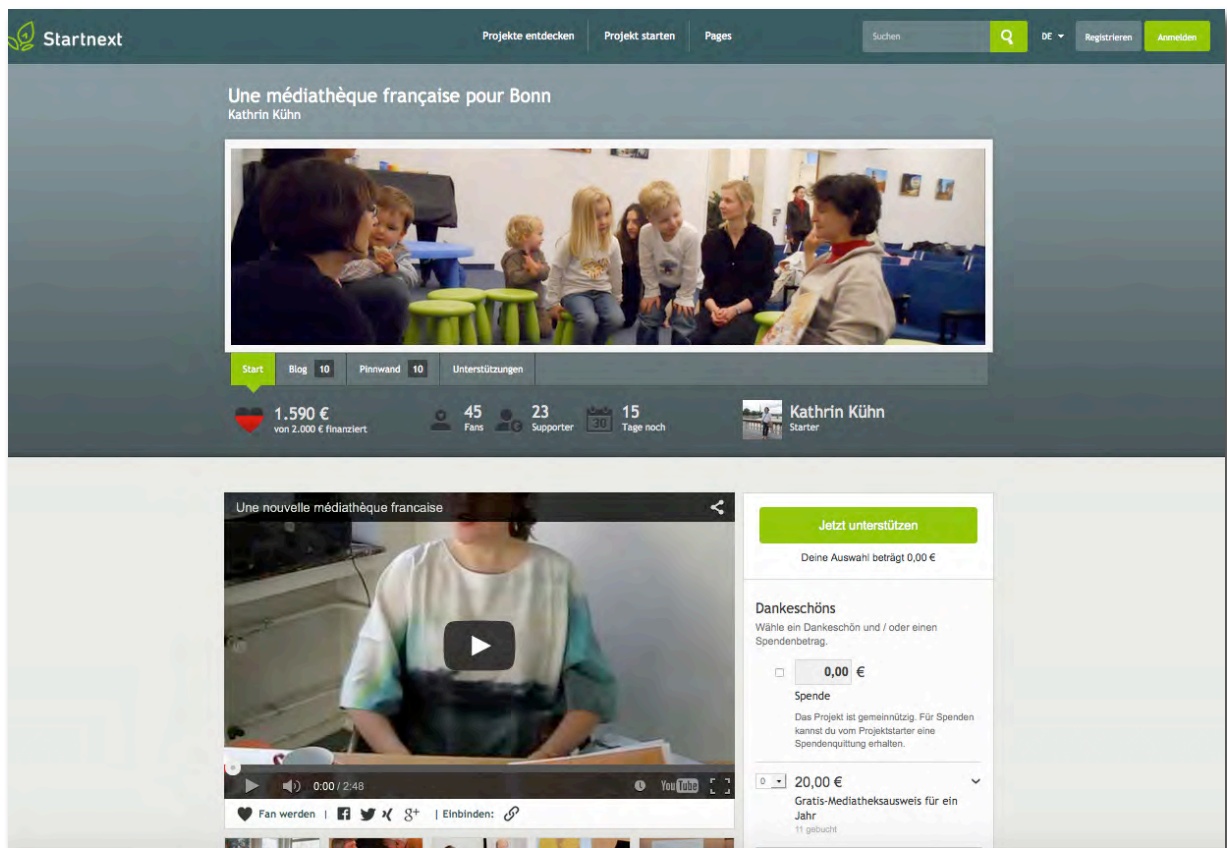 Startnext
Projekte entdecken
Projekt starten
Pages
Suchen
DE
Registrieren
Anmelden
Une médiathèque française pour Bonn
Kathrin Kühn
Start
Blog 10
Pinnwand 10
Unterstützungen
1.590 €
von 2.000 € finanziert
45
Fans
23
Supporter
30
15
Tage noch
Kathrin Kühn
Starter
Une nouvelle médiathèque francaise
0:00 / 2:48
YouTube
Fan werden | 8+ | Einbinden:
Jetzt unterstützen
Deine Auswahl beträgt 0,00 €
Dankeschöns
Wähle ein Dankeschön und / oder einen
Spendenbetrag.
0,00 €
Spende
Das Projekt ist gemeinnützig. Für Spenden
kannst du vom Projektstarter eine
Spendenquittung erhalten.
0 20,00 €
Gratis-Mediatheksausweis für ein
Jahr
11 gebucht